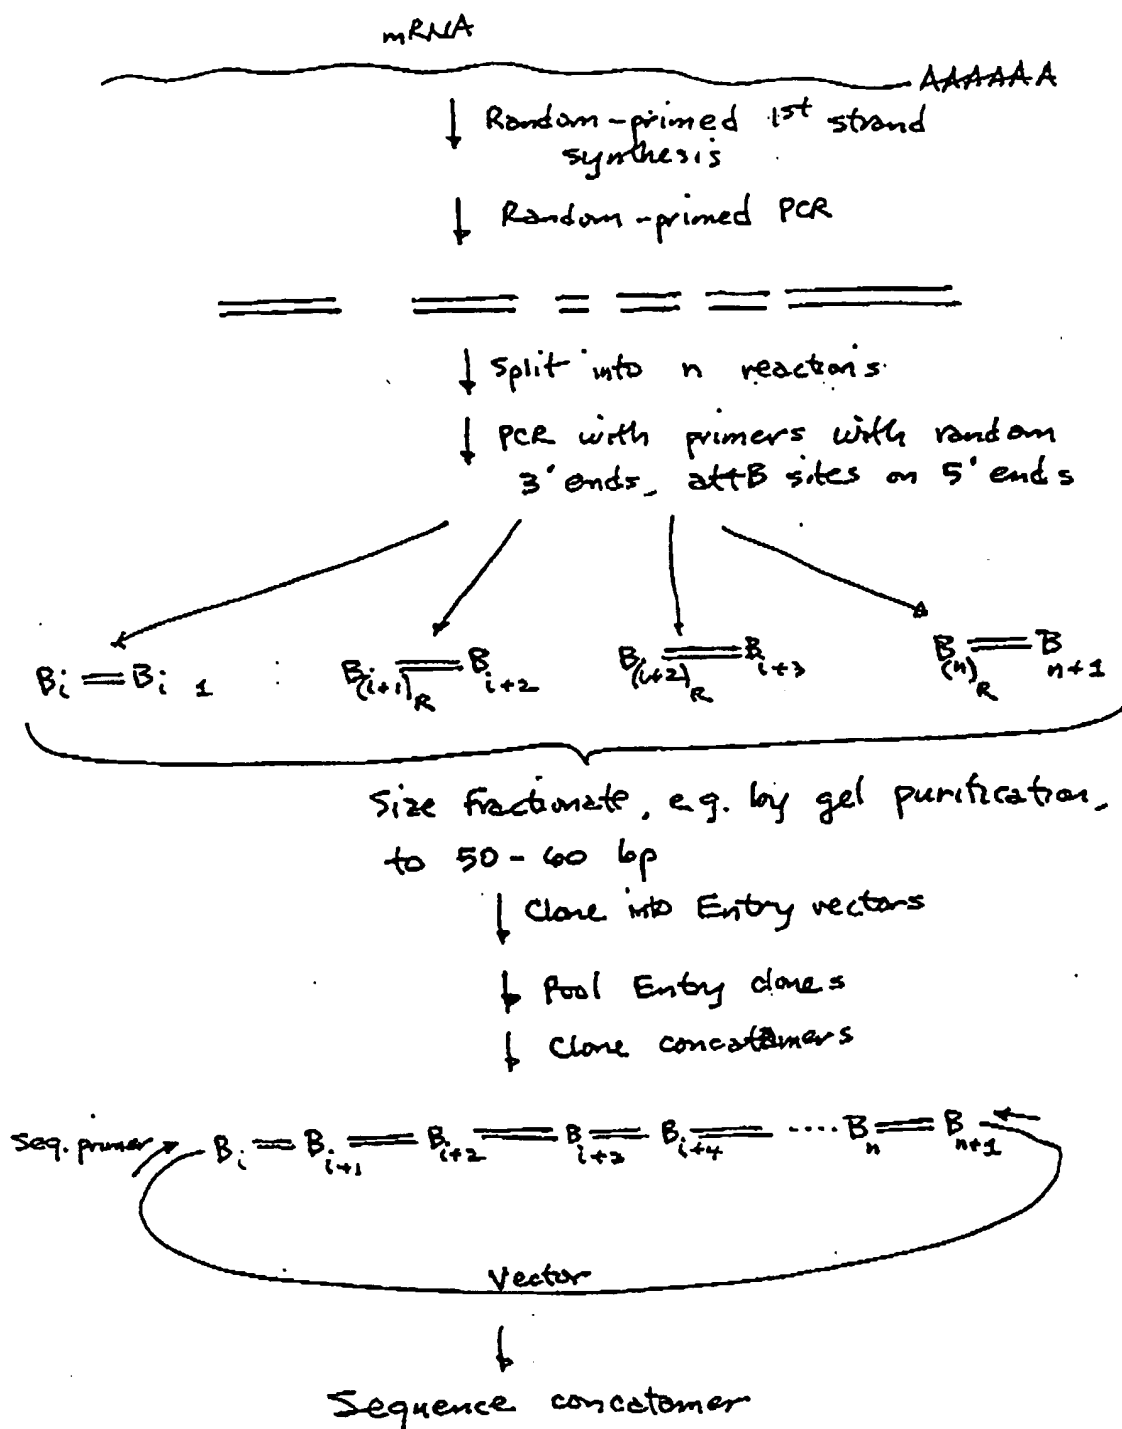 mRNA
AAAAAA
Random-primed 1st strand
synthesis
Random-primed PCR
split into n reactions
PCR with primers with random
3' ends, attB sites on 5' ends
Bi = Bi 1 B(i+1)R = Bi+2 B(i+2)R = Bi+3 B(n)R = Bn+1
Size fractionate, e.g. by gel purification,
to 50-60 bp
Clone into Entry vectors
Pool Entry clones
Clone concatamers
Seq. primer Bi = Bi+1 = Bi+2 = Bi+3 = Bi+4 = .... Bn = Bn+1
Vector
Sequence concatomer